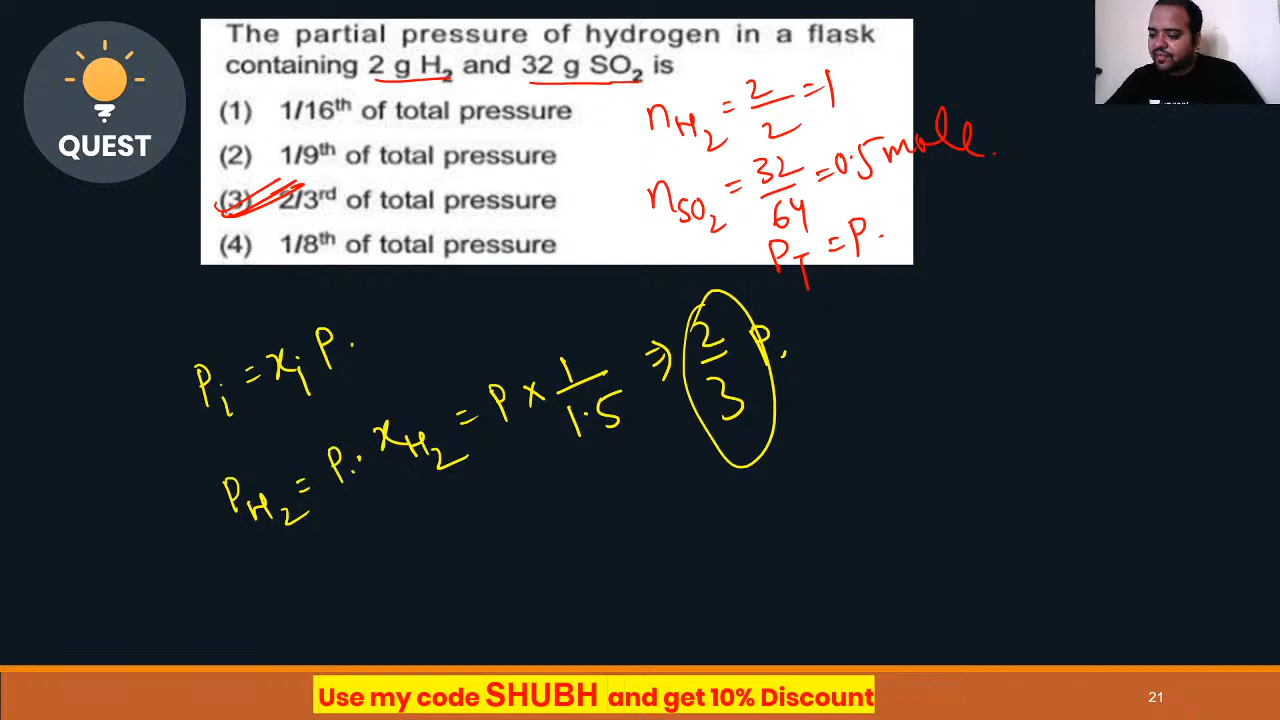 The partial pressure of hydrogen in a flask
containing 2 g H₂ and 32 g SO₂ is
(1) 1/16th of total pressure
(2) 1/9th of total pressure
(3) 2/3rd of total pressure
(4) 1/8th of total pressure
QUEST
nH₂ = 2/2 = 1
nSO₂ = 32/64 = 0.5 mole.
PT = P.
Pi = xi P.
PH₂ = P. xH₂ = P × 1/1.5 ⇒ 2/3 P.
Use my code SHUBH and get 10% Discount
21